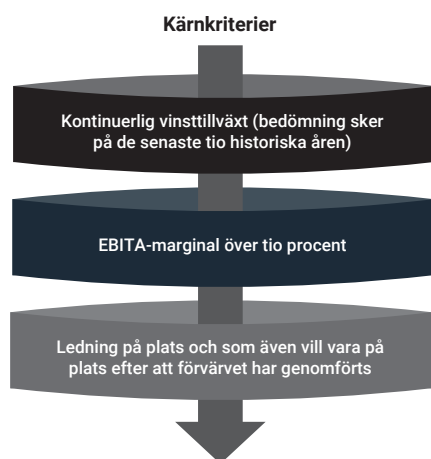 Kärnkriterier
Kontinuerlig vinsttillväxt (bedömning sker
på de senaste tio historiska åren)
EBITA-marginal över tio procent
Ledning på plats och som även vill vara på
plats efter att förvärvet har genomförts